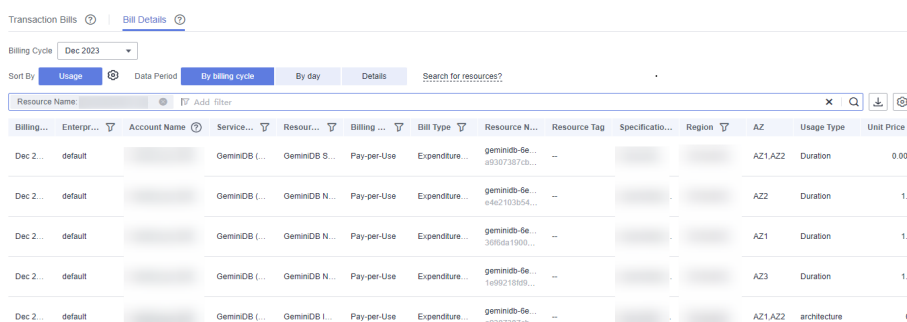 Transaction Bills ? Bill Details ?
Billing Cycle Dec 2023
Sort By Usage Data Period By billing cycle By day Details Search for resources?
Resource Name: Add filter
Billing... Enterpr... Account Name ? Service... Resour... Billing ... Bill Type Resource N... Resource Tag Specificatio... Region AZ Usage Type Unit Price
Dec 2... default GeminiDB (... GeminiDB S... Pay-per-Use Expenditure... geminidb-6e... -- AZ1,AZ2 Duration 0.00
a9307387cb...
Dec 2... default GeminiDB (... GeminiDB N... Pay-per-Use Expenditure... geminidb-6e... -- AZ2 Duration 1.
e4e2103b54...
Dec 2... default GeminiDB (... GeminiDB N... Pay-per-Use Expenditure... geminidb-6e... -- AZ1 Duration 1.
36f6da1900...
Dec 2... default GeminiDB (... GeminiDB N... Pay-per-Use Expenditure... geminidb-6e... -- AZ3 Duration 1.
1e99218fd9...
Dec 2... default GeminiDB (... GeminiDB I... Pay-per-Use Expenditure... geminidb-6e... -- AZ1,AZ2 architecture